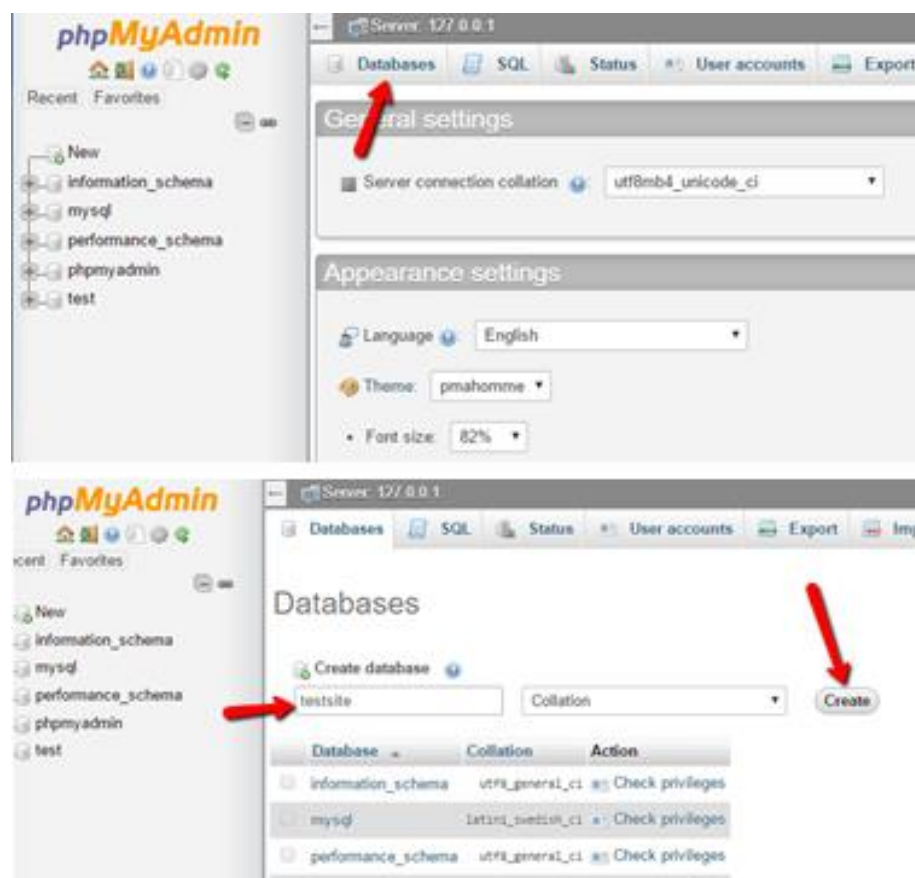 phpMyAdmin
Recent Favorites
New
information_schema
mysql
performance_schema
phpmyadmin
test
Server: 127.0.0.1
Databases SQL Status User accounts Export
General settings
Server connection collation utf8mb4_unicode_ci
Appearance settings
Language English
Theme: pmahomme
• Font size: 82%
phpMyAdmin
ecent Favorites
New
information_schema
mysql
performance_schema
phpmyadmin
test
Server: 127.0.0.1
Databases SQL Status User accounts Export Imp
Databases
Create database
testsite Collation Create
Database Collation Action
information_schema utf8_general_ci Check privileges
mysql latin1_swedish_ci Check privileges
performance_schema utf8_general_ci Check privileges